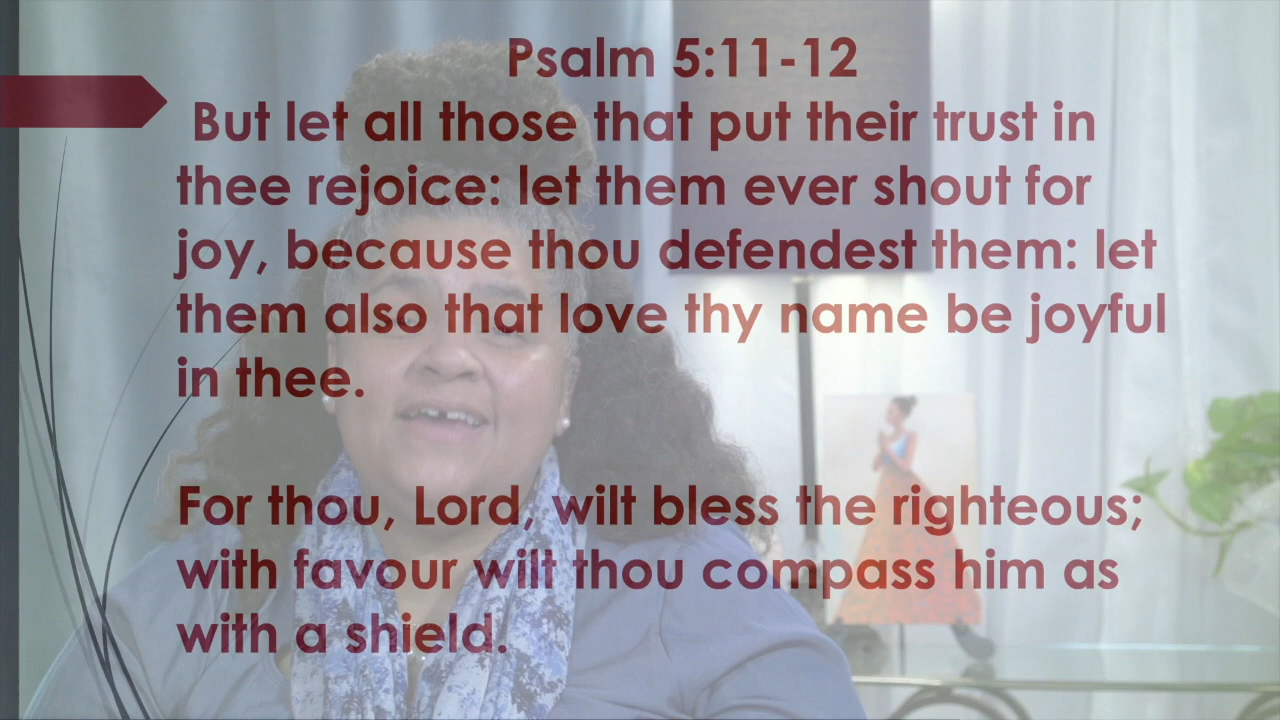 Psalm 5:11-12
But let all those that put their trust in
thee rejoice: let them ever shout for
joy, because thou defendest them: let
them also that love thy name be joyful
in thee.
For thou, Lord, wilt bless the righteous;
with favour wilt thou compass him as
with a shield.